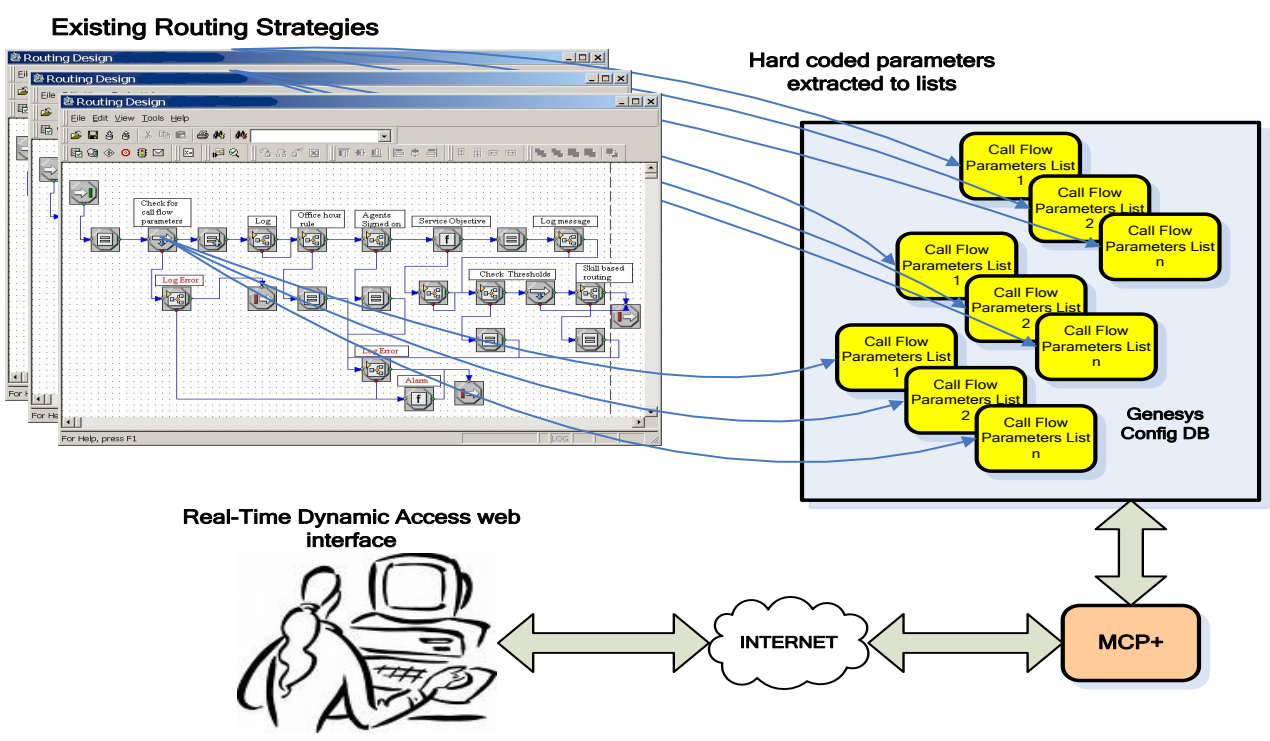 Existing Routing Strategies
Routing Design
Routing Design
File
Routing Design
File Edit View Tools Help
Check for
call flow
parameters
Log
Office hour
rule
Agents
Signed on
Service Objective
f
Log message
Log Error
Check Thresholds
Skill based
routing
Log Error
Alarm
f
For Help, press F1
LOG
For He
Hard coded parameters
extracted to lists
Call Flow
Parameters List
1
Call Flow
Parameters List
2
Call Flow
Parameters List
n
Call Flow
Parameters List
1
Call Flow
Parameters List
2
Call Flow
Parameters List
n
Call Flow
Parameters List
1
Call Flow
Parameters List
2
Call Flow
Parameters List
n
Genesys
Config DB
Real-Time Dynamic Access web
interface
INTERNET
MCP+